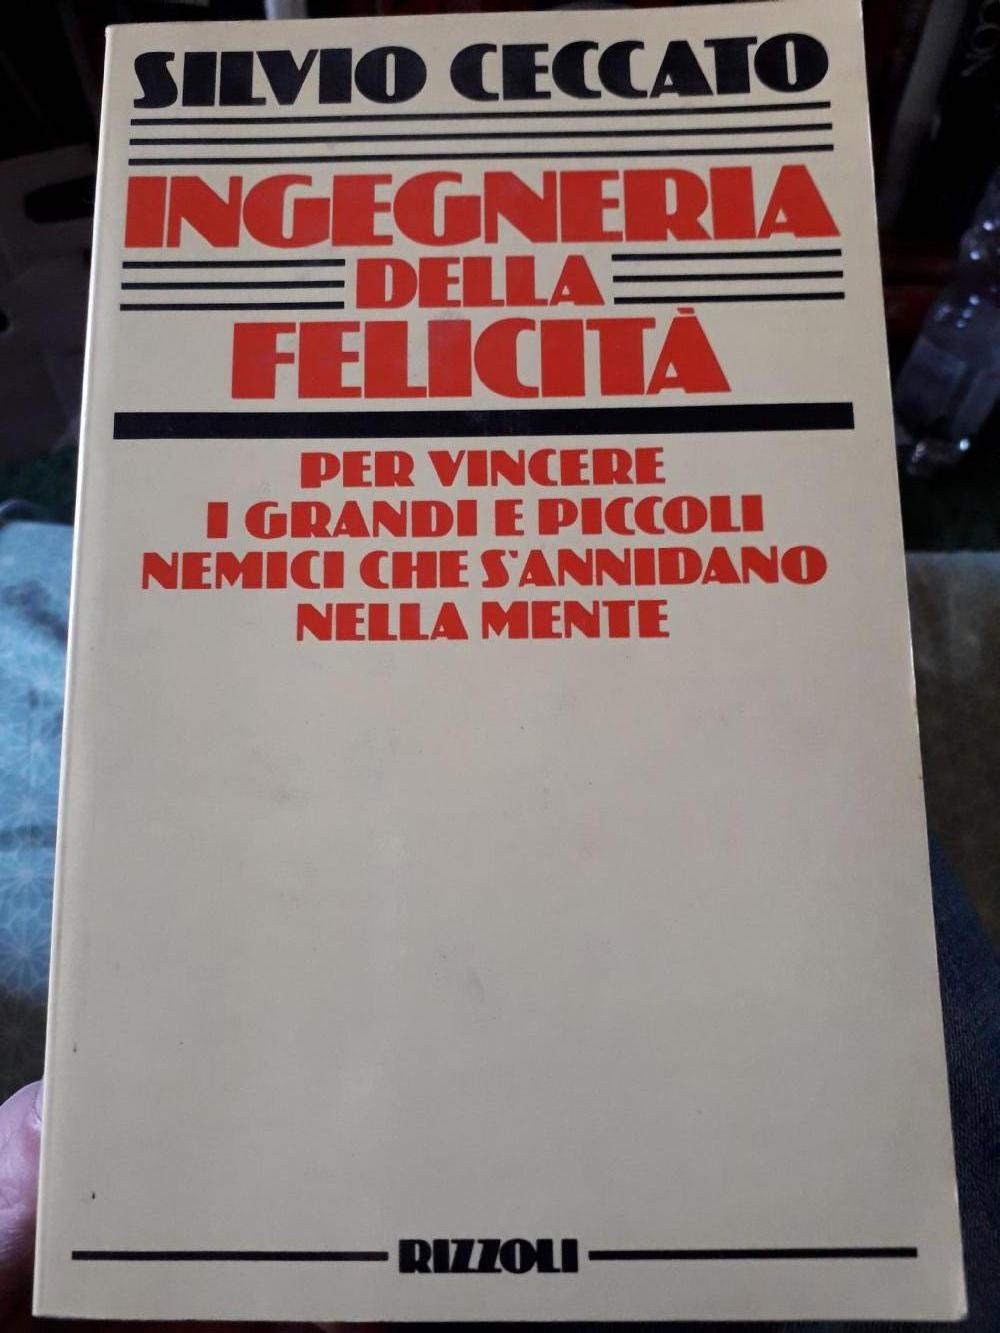 SILVIO CECCATO
INGEGNERIA
DELLA
FELICITÀ
PER VINCERE
I GRANDI E PICCOLI
NEMICI CHE S'ANNIDANO
NELLA MENTE
RIZZOLI